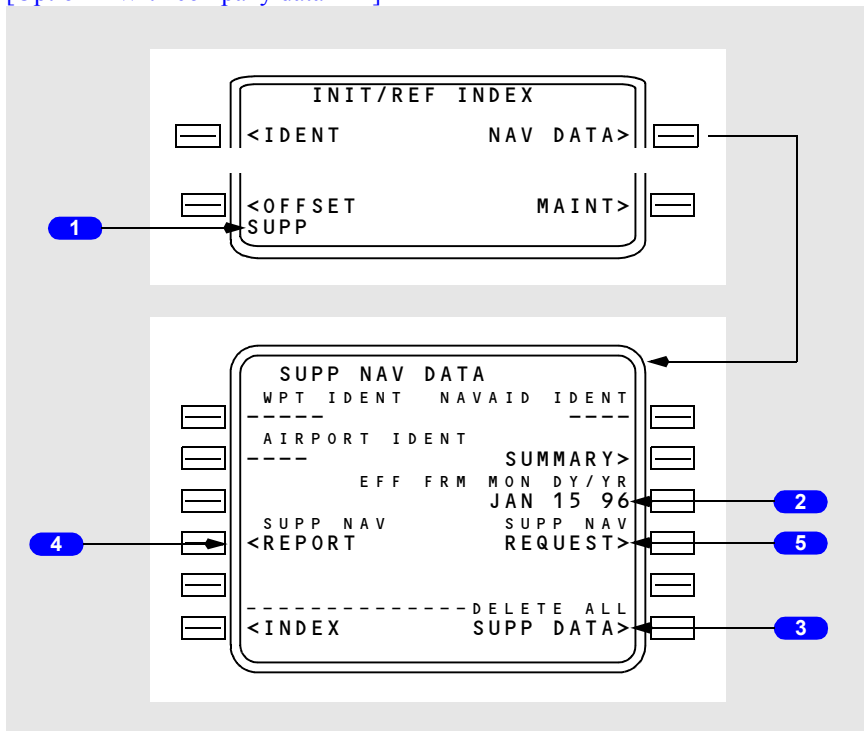 INIT/REF INDEX
<IDENT NAV DATA>
<OFFSET MAINT>
1
SUPP
SUPP NAV DATA
WPT IDENT NAVAID IDENT
----- ----
AIRPORT IDENT
---- SUMMARY>
EFF FRM MON DY/YR
JAN 15 96
2
SUPP NAV SUPP NAV
4
<REPORT REQUEST>
5
--------------DELETE ALL
<INDEX SUPP DATA>
3